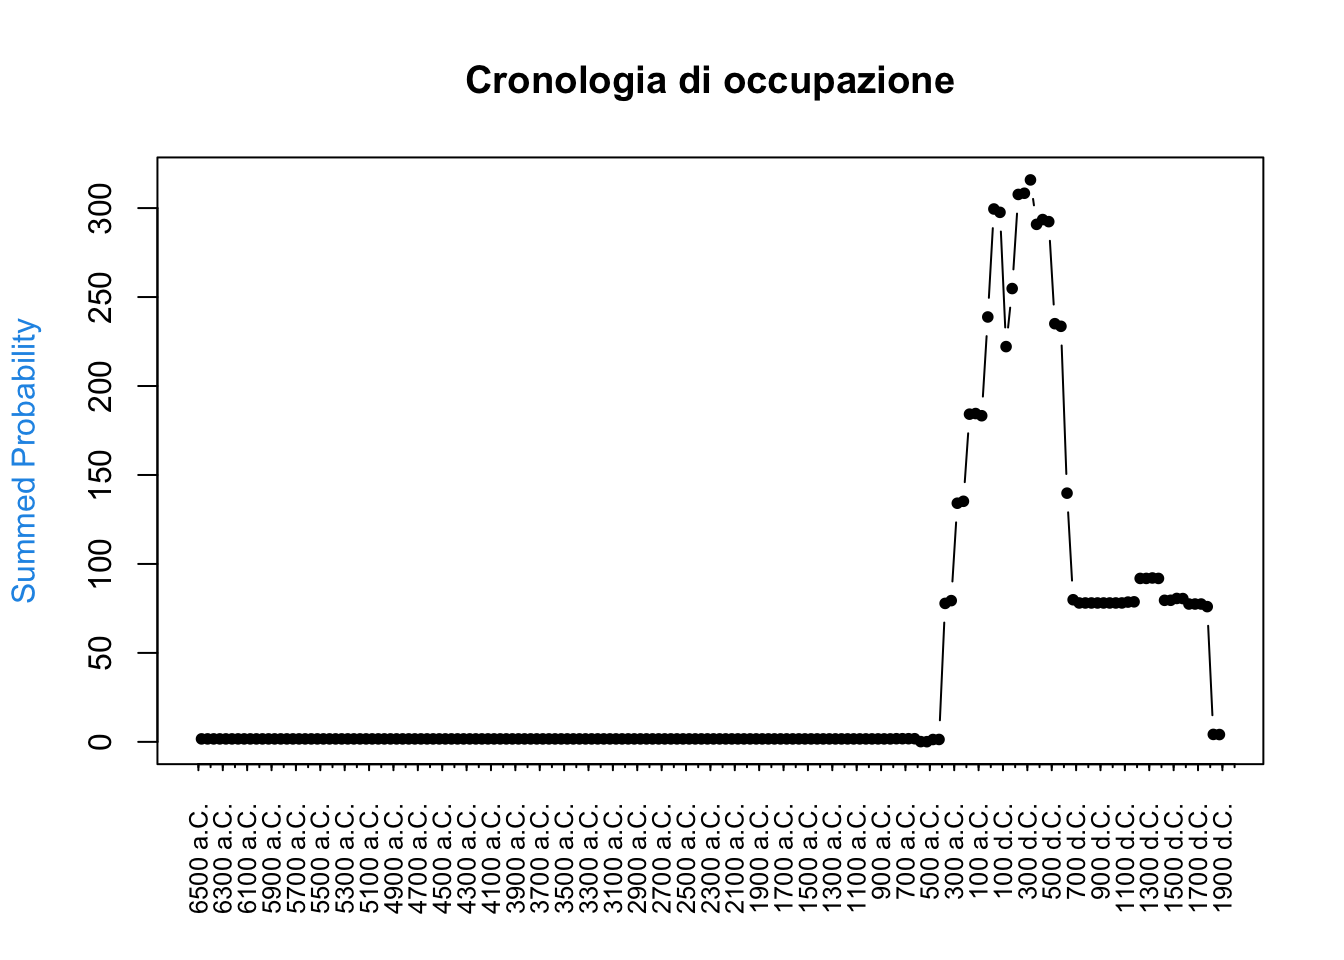 Cronologia di occupazione
Summed Probability
300
250
200
150
100
50
0
6500 a.C.
6300 a.C.
6100 a.C.
5900 a.C.
5700 a.C.
5500 a.C.
5300 a.C.
5100 a.C.
4900 a.C.
4700 a.C.
4500 a.C.
4300 a.C.
4100 a.C.
3900 a.C.
3700 a.C.
3500 a.C.
3300 a.C.
3100 a.C.
2900 a.C.
2700 a.C.
2500 a.C.
2300 a.C.
2100 a.C.
1900 a.C.
1700 a.C.
1500 a.C.
1300 a.C.
1100 a.C.
900 a.C.
700 a.C.
500 a.C.
300 a.C.
100 a.C.
100 d.C.
300 d.C.
500 d.C.
700 d.C.
900 d.C.
1100 d.C.
1300 d.C.
1500 d.C.
1700 d.C.
1900 d.C.